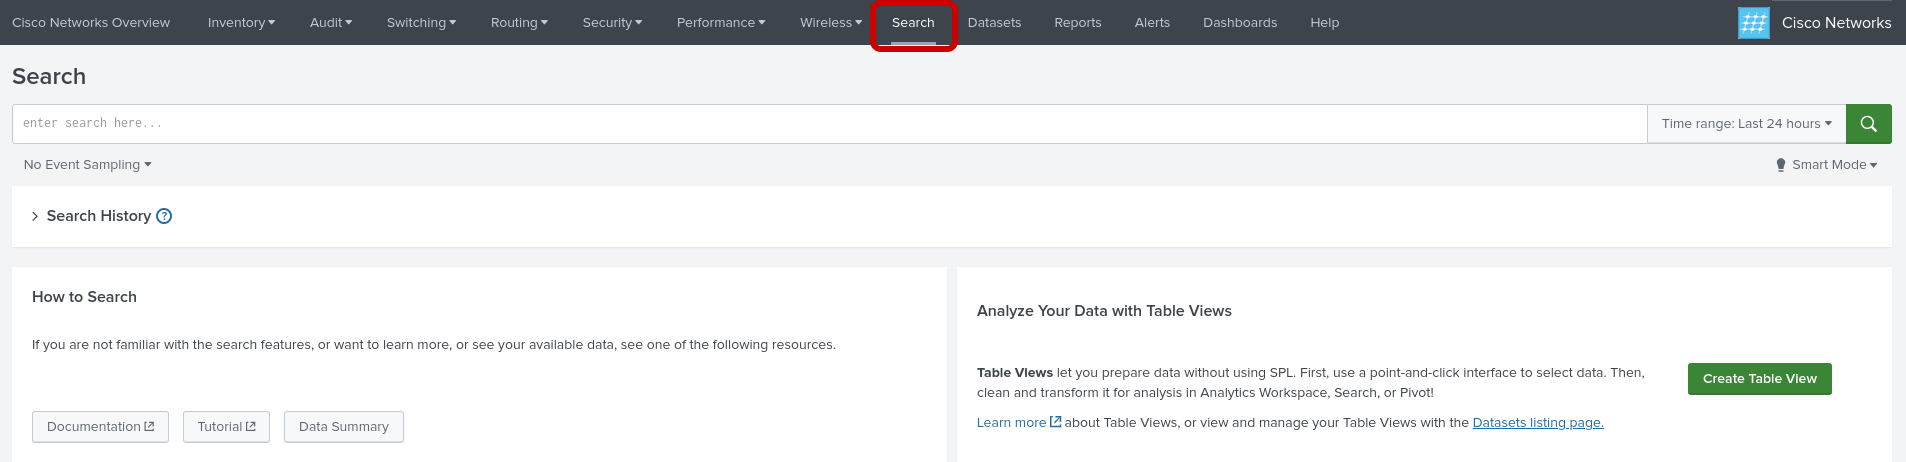 Cisco Networks Overview Inventory Audit Switching Routing Security Performance Wireless Search Datasets Reports Alerts Dashboards Help Cisco Networks
Search
enter search here... Time range: Last 24 hours
No Event Sampling Smart Mode
Search History ?
How to Search
If you are not familiar with the search features, or want to learn more, or see your available data, see one of the following resources.
Documentation Tutorial Data Summary
Analyze Your Data with Table Views
Table Views let you prepare data without using SPL. First, use a point-and-click interface to select data. Then,
clean and transform it for analysis in Analytics Workspace, Search, or Pivot!
Create Table View
Learn more about Table Views, or view and manage your Table Views with the Datasets listing page.